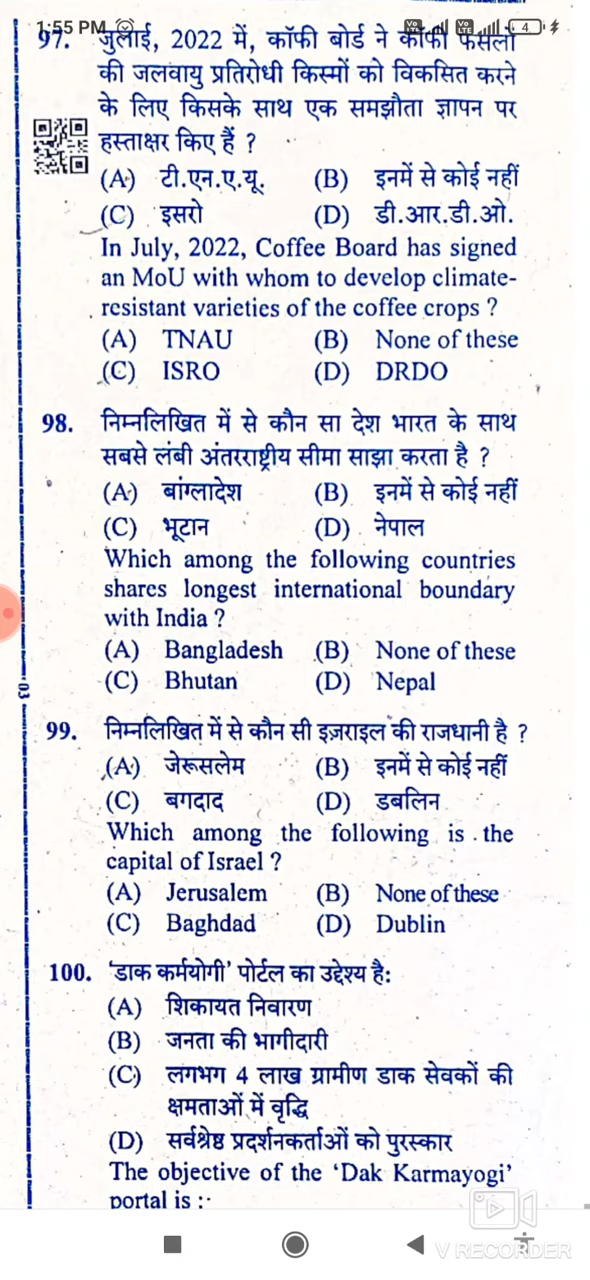 1:55 PM
4
97. जुलाई, 2022 में, कॉफी बोर्ड ने कॉफी फसलों
की जलवायु प्रतिरोधी किस्मों को विकसित करने
के लिए किसके साथ एक समझौता ज्ञापन पर
हस्ताक्षर किए हैं ?
(A) टी.एन.ए.यू. (B) इनमें से कोई नहीं
(C) इसरो (D) डी.आर.डी.ओ.
In July, 2022, Coffee Board has signed
an MoU with whom to develop climate-
resistant varieties of the coffee crops ?
(A) TNAU (B) None of these
(C) ISRO (D) DRDO
98. निम्नलिखित में से कौन सा देश भारत के साथ
सबसे लंबी अंतरराष्ट्रीय सीमा साझा करता है ?
(A) बांग्लादेश (B) इनमें से कोई नहीं
(C) भूटान (D) नेपाल
Which among the following countries
shares longest international boundary
with India ?
(A) Bangladesh (B) None of these
(C) Bhutan (D) Nepal
03
99. निम्नलिखित में से कौन सी इज़राइल की राजधानी है ?
(A) जेरूसलेम (B) इनमें से कोई नहीं
(C) बगदाद (D) डबलिन
Which among the following is the
capital of Israel ?
(A) Jerusalem (B) None of these
(C) Baghdad (D) Dublin
100. 'डाक कर्मयोगी' पोर्टल का उद्देश्य है:
(A) शिकायत निवारण
(B) जनता की भागीदारी
(C) लगभग 4 लाख ग्रामीण डाक सेवकों की
क्षमताओं में वृद्धि
(D) सर्वश्रेष्ठ प्रदर्शनकर्ताओं को पुरस्कार
The objective of the 'Dak Karmayogi'
portal is :
V RECORDER